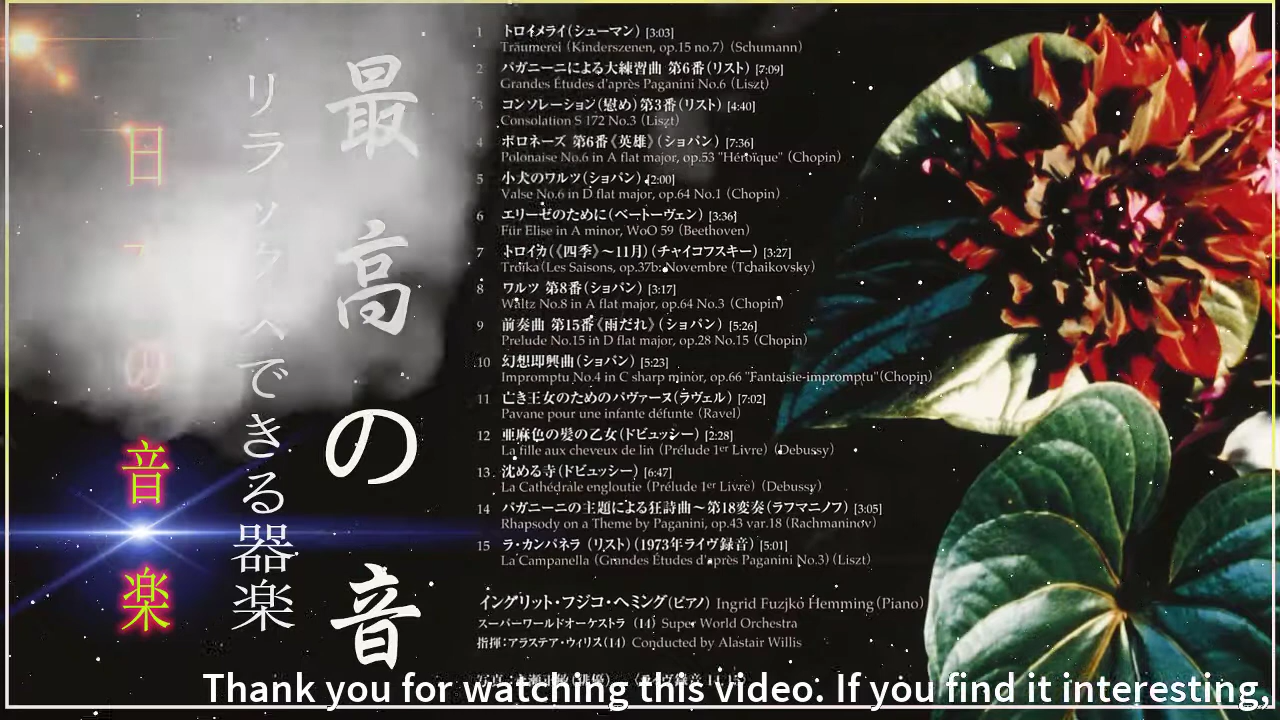 最高の音
リラックスできる器楽
日
の
音楽
1 トロイメライ（シューマン） [3:03]
Träumerei (Kinderszenen, op.15 no.7) (Schumann)
2 パガニーニによる大練習曲 第6番（リスト） [7:09]
Grandes Études d'après Paganini No.6 (Liszt)
3 コンソレーション（慰め）第3番（リスト） [4:40]
Consolation S 172 No.3 (Liszt)
4 ポロネーズ 第6番《英雄》（ショパン） [7:36]
Polonaise No.6 in A flat major, op.53 "Héroïque" (Chopin)
5 小犬のワルツ（ショパン） [2:00]
Valse No.6 in D flat major, op.64 No.1 (Chopin)
6 エリーゼのために（ベートーヴェン） [3:36]
Für Elise in A minor, WoO 59 (Beethoven)
7 トロイカ（《四季》〜11月）（チャイコフスキー） [3:27]
Troïka (Les Saisons, op.37b: Novembre (Tchaikovsky)
8 ワルツ 第8番（ショパン） [3:17]
Waltz No.8 in A flat major, op.64 No.3 (Chopin)
9 前奏曲 第15番《雨だれ》（ショパン） [5:26]
Prelude No.15 in D flat major, op.28 No.15 (Chopin)
10 幻想即興曲（ショパン） [5:23]
Impromptu No.4 in C sharp minor, op.66 "Fantaisie-impromptu" (Chopin)
11 亡き王女のためのパヴァーヌ（ラヴェル） [7:02]
Pavane pour une infante défunte (Ravel)
12 亜麻色の髪の乙女（ドビュッシー） [2:28]
La fille aux cheveux de lin (Prélude 1er Livre) (Debussy)
13 沈める寺（ドビュッシー） [6:47]
La Cathédrale engloutie (Prélude 1er Livre) (Debussy)
14 パガニーニの主題による狂詩曲〜第18変奏（ラフマニノフ） [3:05]
Rhapsody on a Theme by Paganini, op.43 var.18 (Rachmaninov)
15 ラ・カンパネラ（リスト）（1973年ライヴ録音） [5:01]
La Campanella (Grandes Études d'après Paganini No.3) (Liszt)
イングリット・フジコ・ヘミング（ピアノ） Ingrid Fuzjko Hemming (Piano)
スーパーワールドオーケストラ（14） Super World Orchestra
指揮：アラステア・ウィリス（14） Conducted by Alastair Willis
Thank you for watching this video. If you find it interesting,